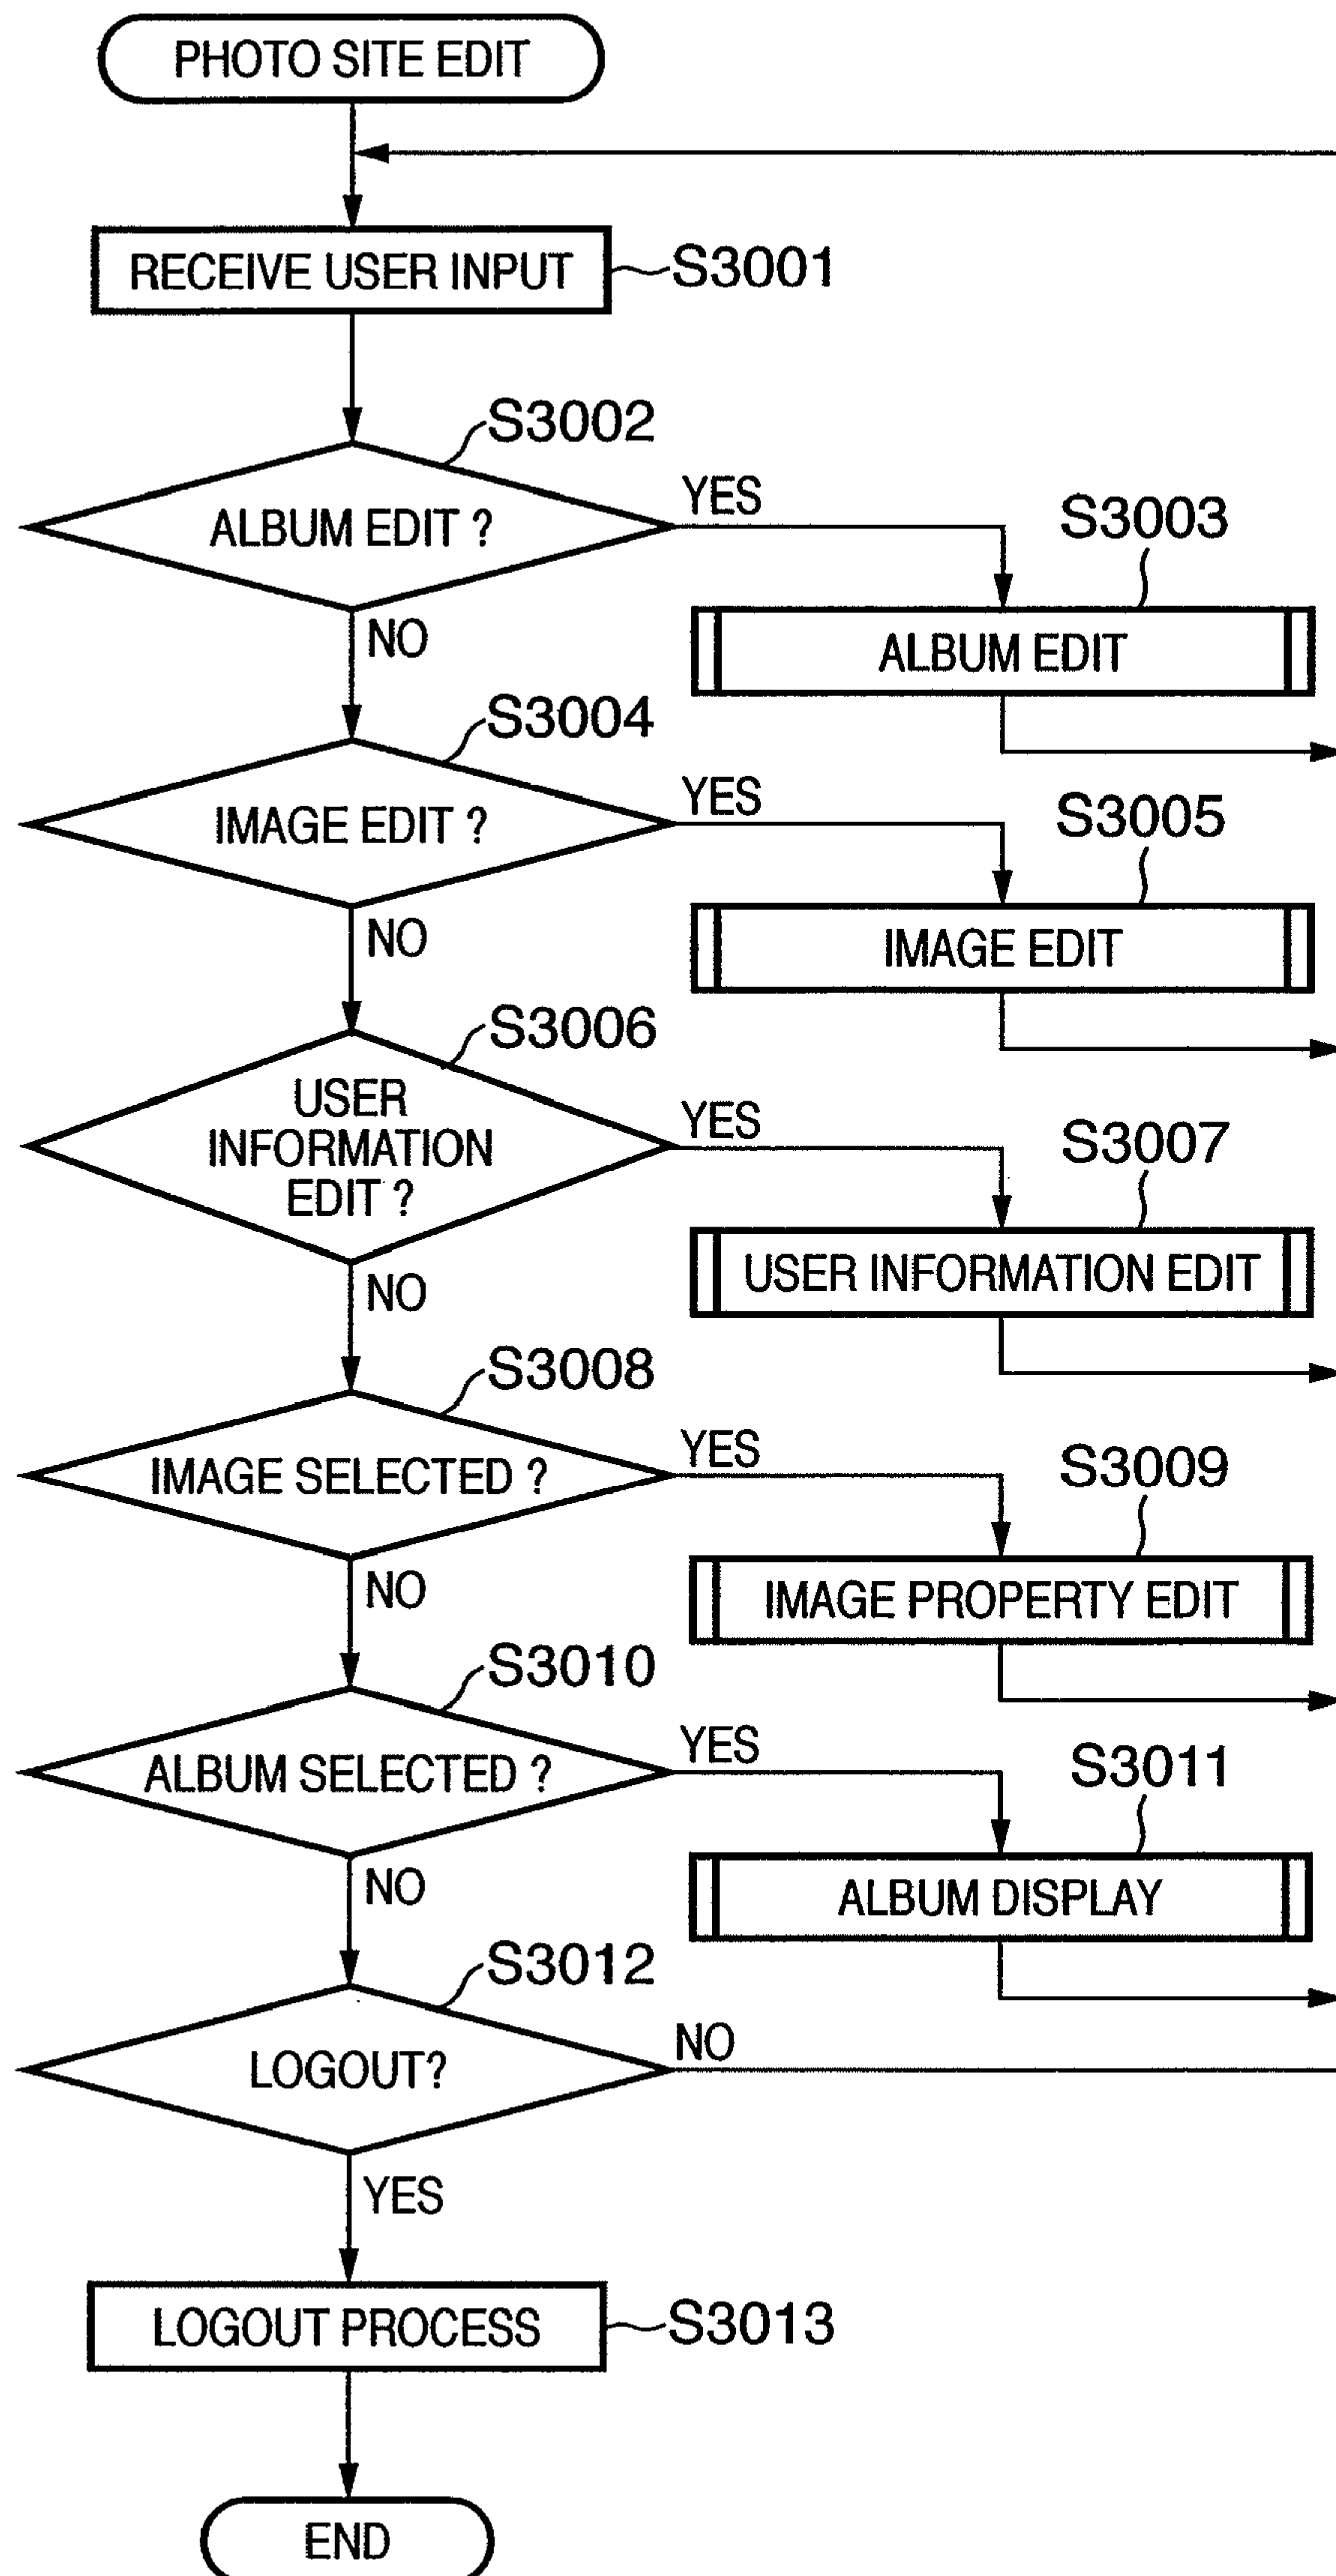 PHOTO SITE EDIT
RECEIVE USER INPUT
S3001
S3002
ALBUM EDIT ?
YES
NO
S3003
ALBUM EDIT
S3004
IMAGE EDIT ?
YES
NO
S3005
IMAGE EDIT
S3006
USER
INFORMATION
EDIT ?
YES
NO
S3007
USER INFORMATION EDIT
S3008
IMAGE SELECTED ?
YES
NO
S3009
IMAGE PROPERTY EDIT
S3010
ALBUM SELECTED ?
YES
NO
S3011
ALBUM DISPLAY
S3012
LOGOUT?
NO
YES
LOGOUT PROCESS
S3013
END